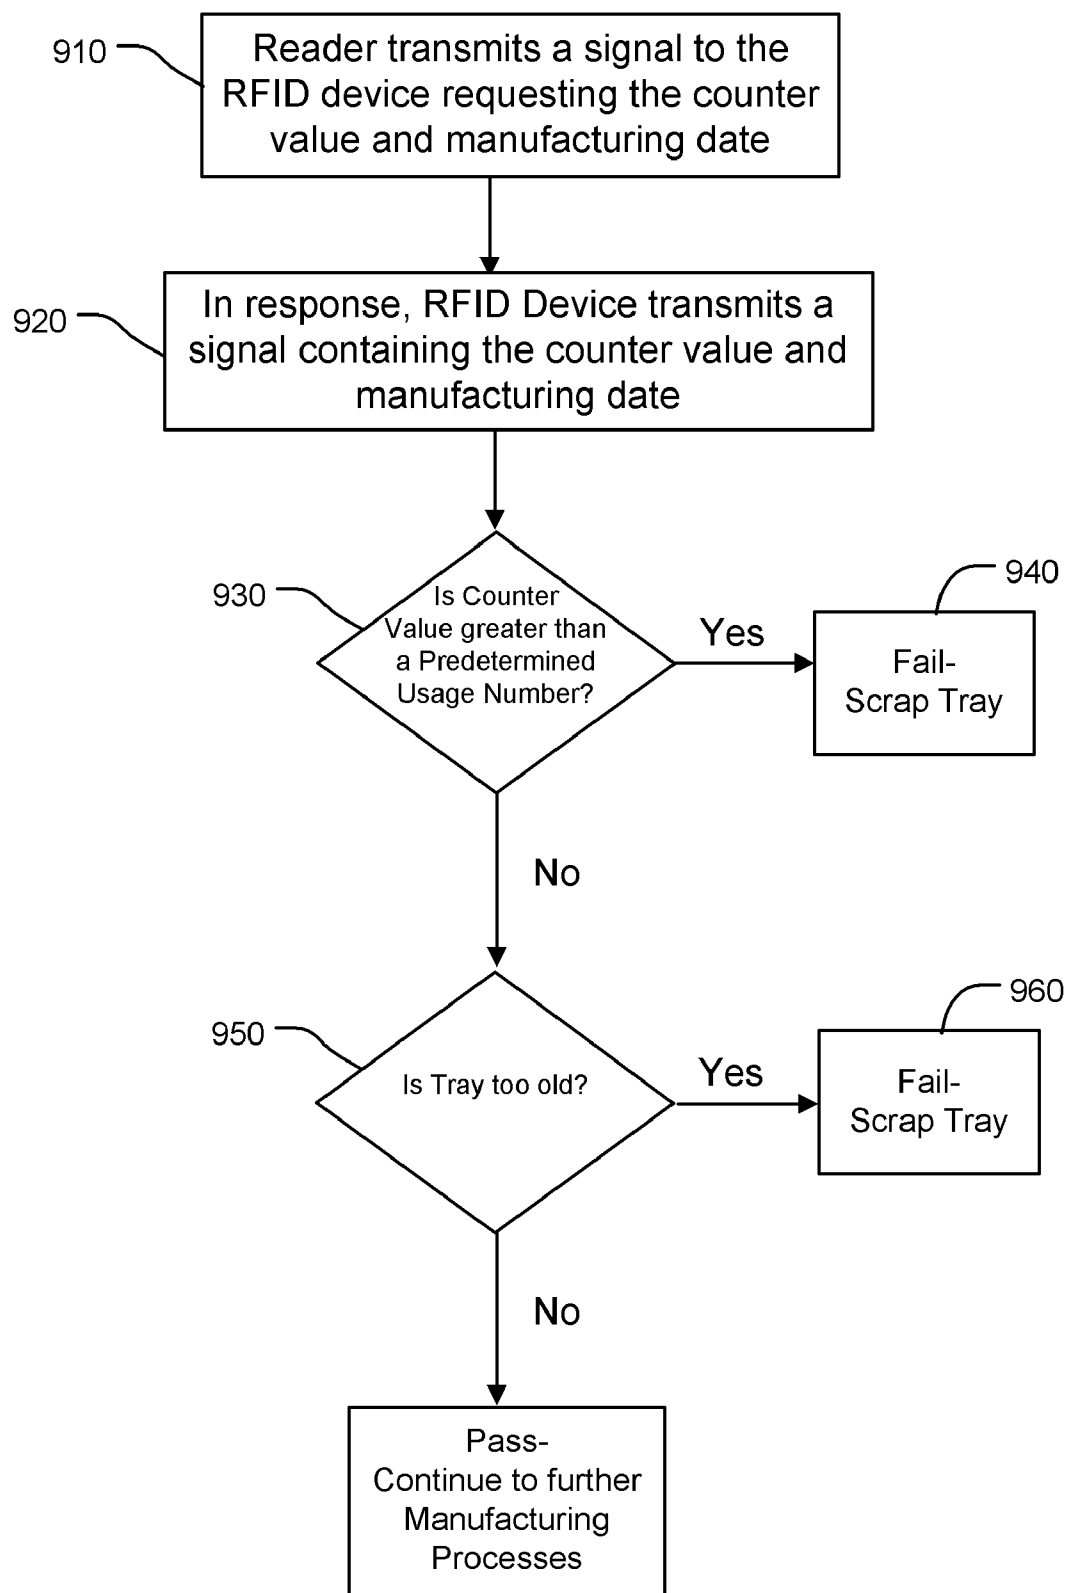 910
Reader transmits a signal to the
RFID device requesting the counter
value and manufacturing date
920
In response, RFID Device transmits a
signal containing the counter value and
manufacturing date
930
Is Counter
Value greater than
a Predetermined
Usage Number?
Yes
940
Fail-
Scrap Tray
No
950
Is Tray too old?
Yes
960
Fail-
Scrap Tray
No
Pass-
Continue to further
Manufacturing
Processes